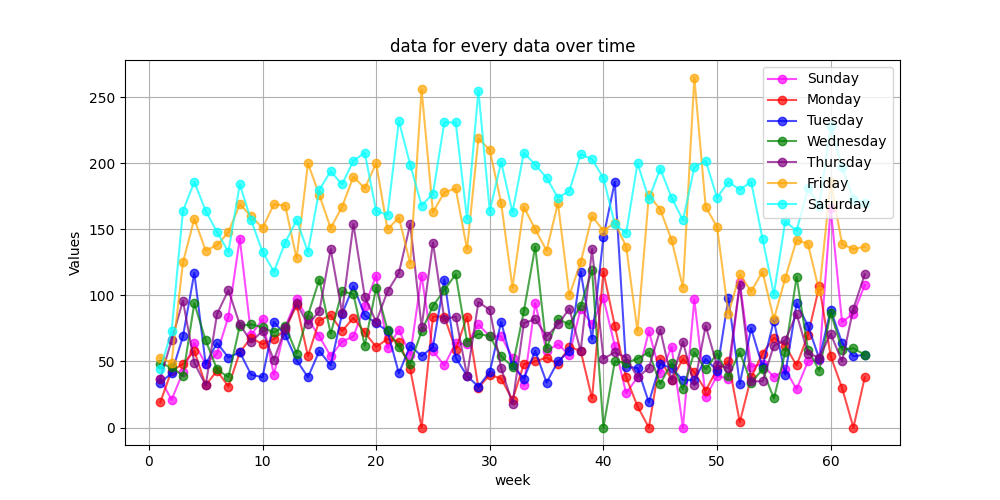 data for every data over time
Values
250
200
150
100
50
0
0 10 20 30 40 50 60
week
Sunday
Monday
Tuesday
Wednesday
Thursday
Friday
Saturday